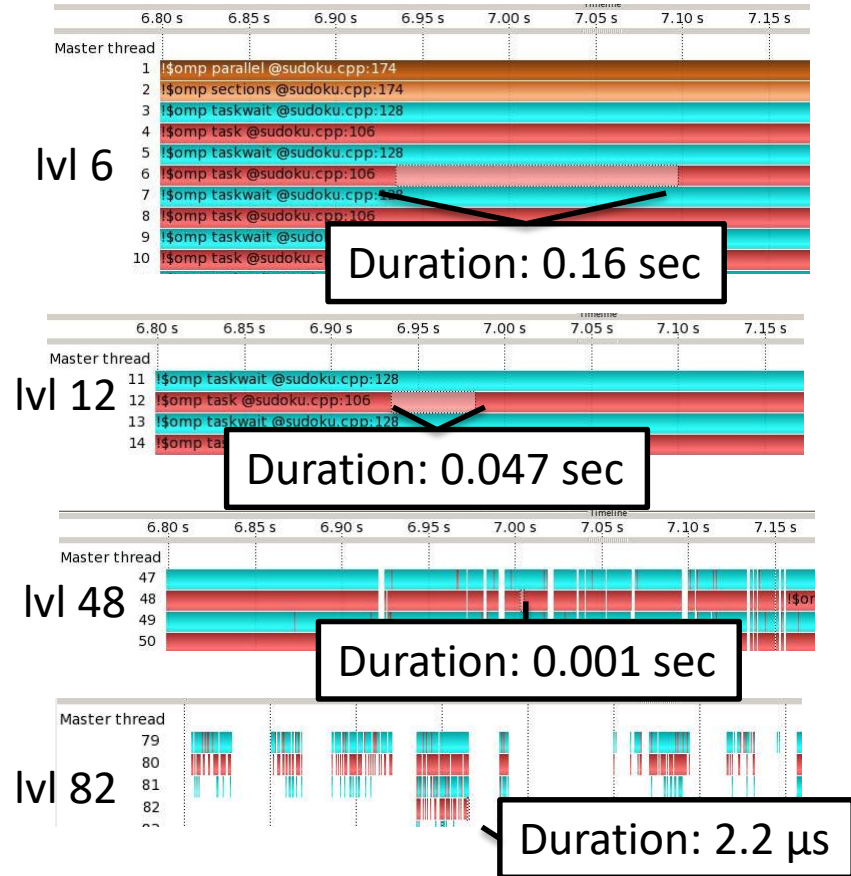 Timeline
6.80 s 6.85 s 6.90 s 6.95 s 7.00 s 7.05 s 7.10 s 7.15 s
Master thread
1 !$omp parallel @sudoku.cpp:174
2 !$omp sections @sudoku.cpp:174
3 !$omp taskwait @sudoku.cpp:128
4 !$omp task @sudoku.cpp:106
5 !$omp taskwait @sudoku.cpp:128
lvl 6
6 !$omp task @sudoku.cpp:106
7 !$omp taskwait @sudoku.cpp:128
8 !$omp task @sudoku.cpp:106
9 !$omp taskwait @sudo
10 !$omp task @sudoku.c
Duration: 0.16 sec
Timeline
6.80 s 6.85 s 6.90 s 6.95 s 7.00 s 7.05 s 7.10 s 7.15 s
Master thread
11 !$omp taskwait @sudoku.cpp:128
lvl 12
12 !$omp task @sudoku.cpp:106
13 !$omp taskwait @sudoku.cpp:128
14 !$omp tas
Duration: 0.047 sec
Timeline
6.80 s 6.85 s 6.90 s 6.95 s 7.00 s 7.05 s 7.10 s 7.15 s
Master thread
47
lvl 48
48 !$or
49
50
Duration: 0.001 sec
Master thread
79
80
81
lvl 82
82
Duration: 2.2 µs